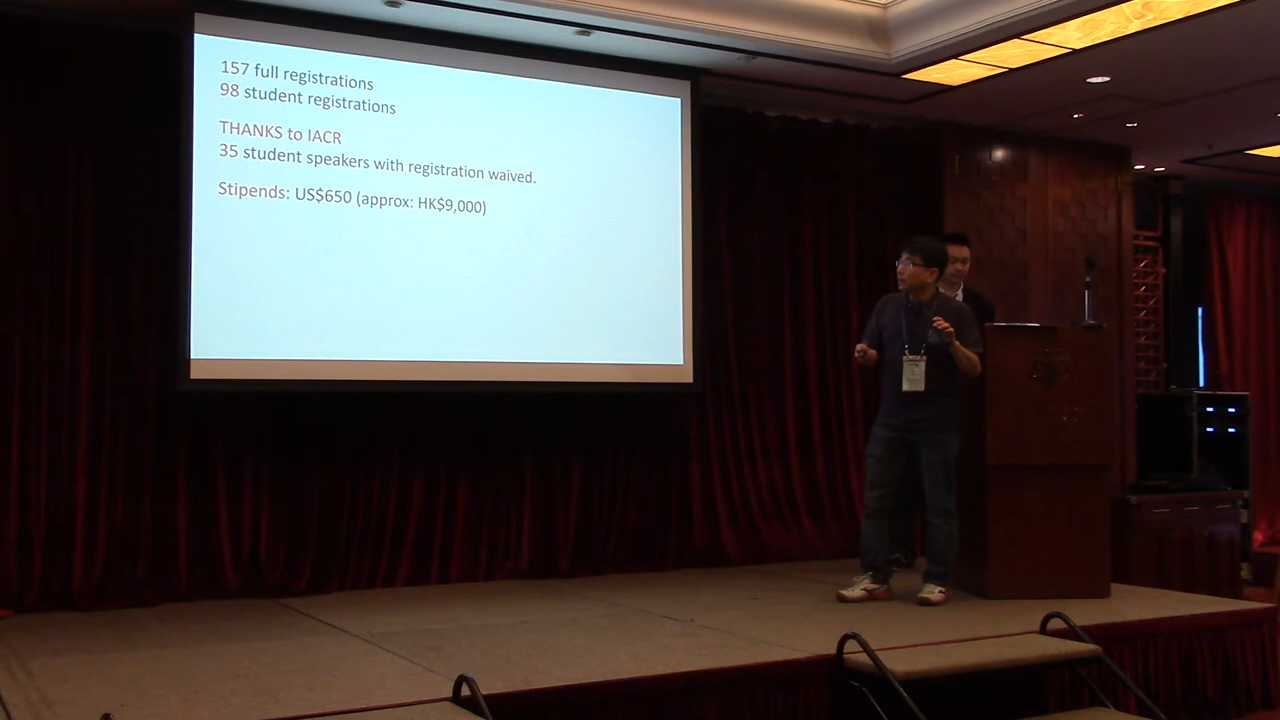 157 full registrations
98 student registrations
THANKS to IACR
35 student speakers with registration waived.
Stipends: US$650 (approx: HK$9,000)